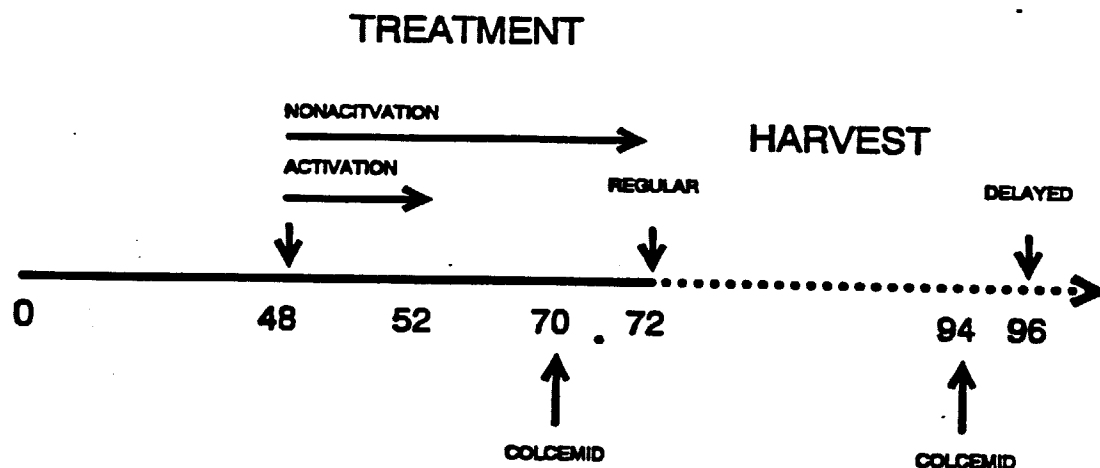 TREATMENT
NONACITVATION
HARVEST
ACTIVATION
REGULAR
DELAYED
0 48 52 70 72 94 96
COLCEMID COLCEMID